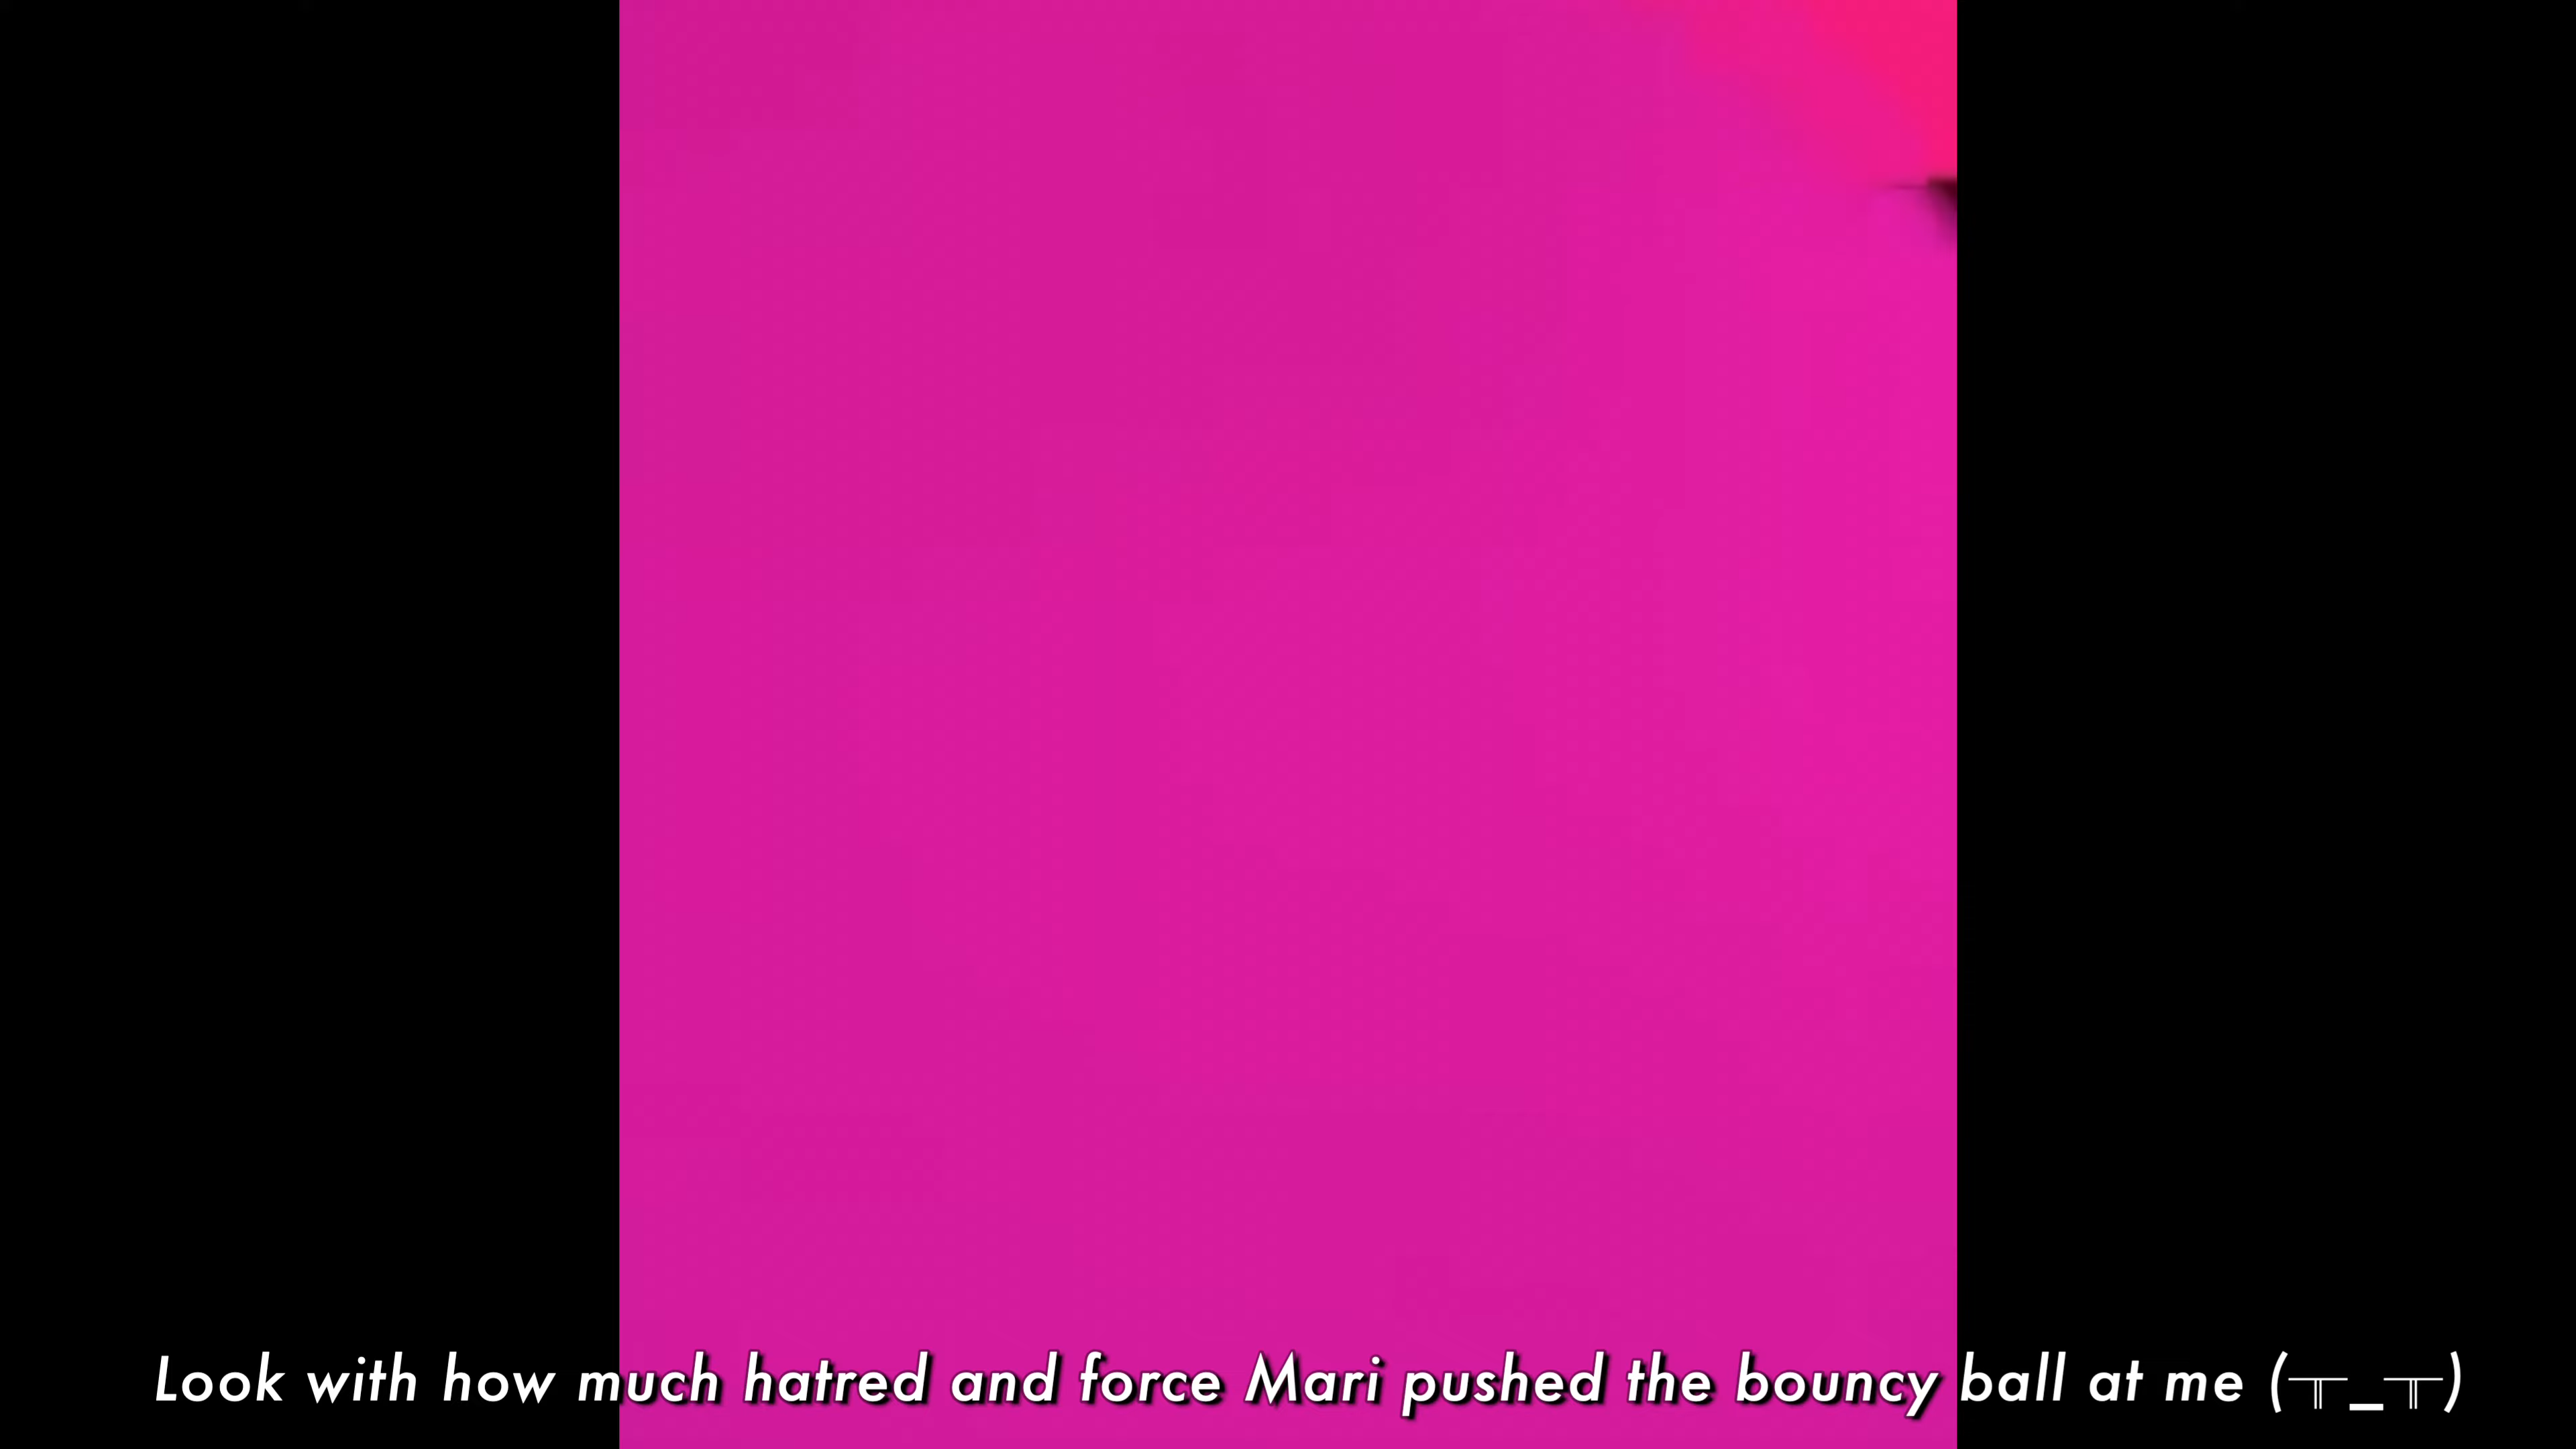 Look with how much hatred and force Mari pushed the bouncy ball at me (╥_╥)